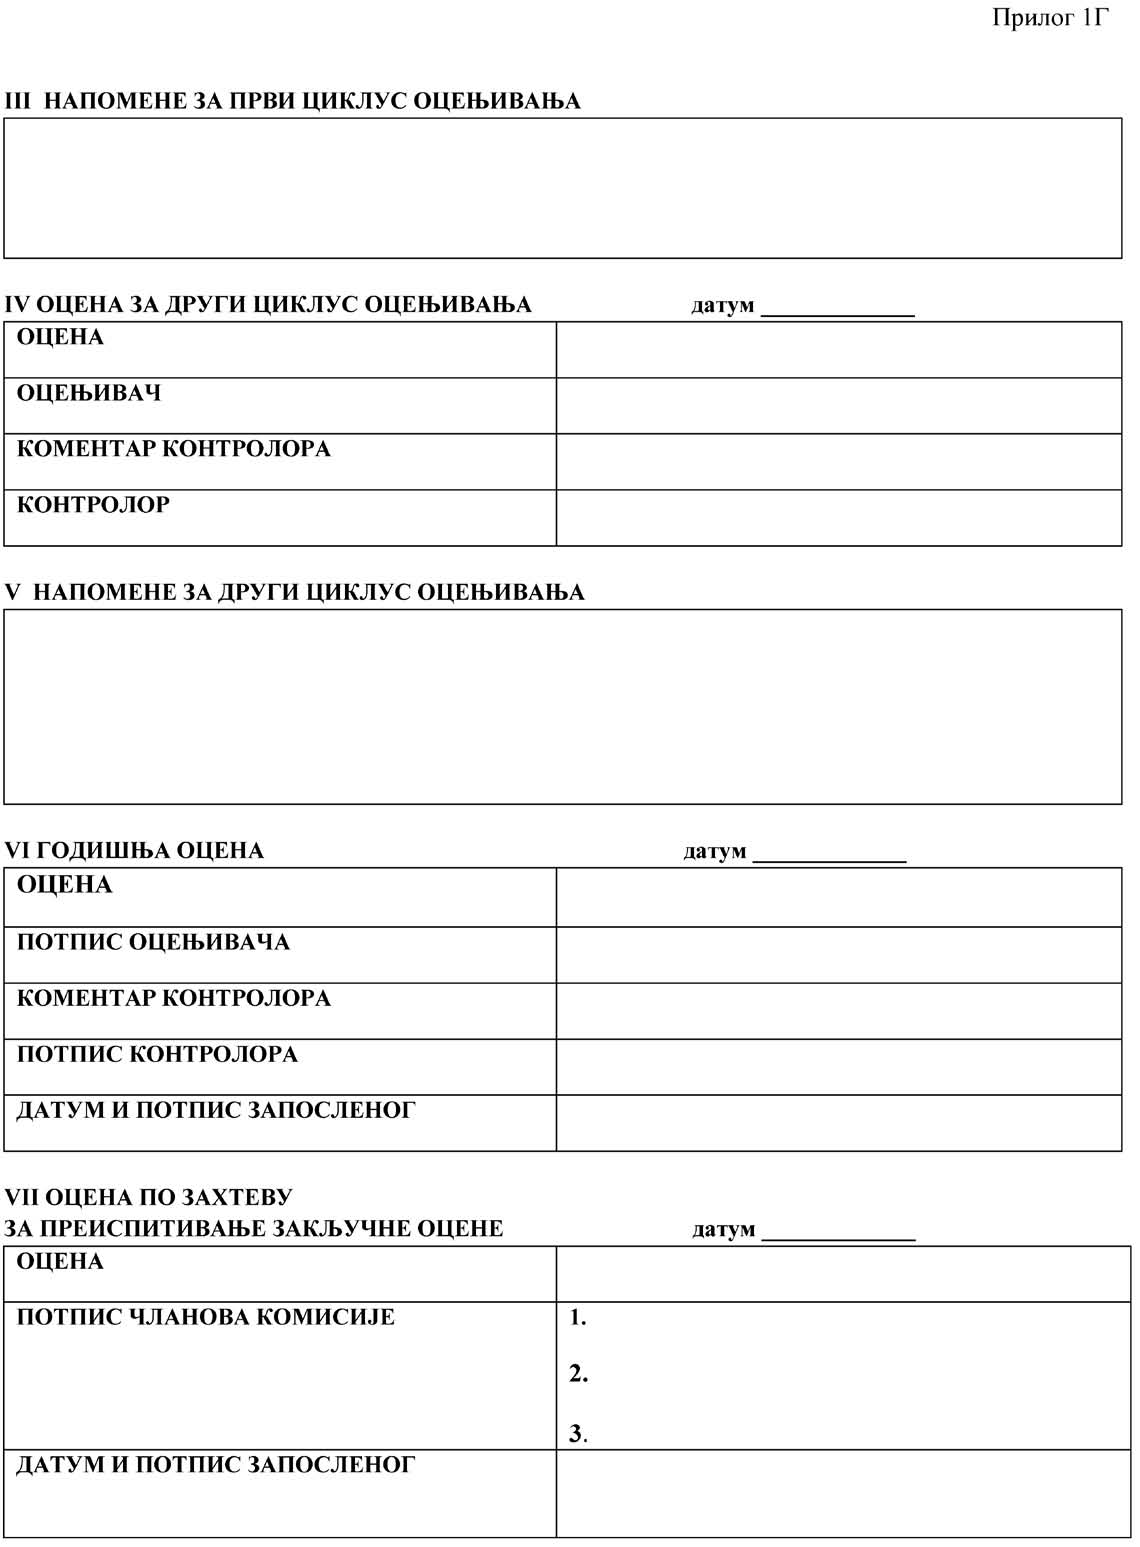 Прилог 1Г
III НАПОМЕНЕ ЗА ПРВИ ЦИКЛУС ОЦЕЊИВАЊА
IV ОЦЕНА ЗА ДРУГИ ЦИКЛУС ОЦЕЊИВАЊА датум _____________
ОЦЕНА
ОЦЕЊИВАЧ
КОМЕНТАР КОНТРОЛОРА
КОНТРОЛОР
V НАПОМЕНЕ ЗА ДРУГИ ЦИКЛУС ОЦЕЊИВАЊА
VI ГОДИШЊА ОЦЕНА датум _____________
ОЦЕНА
ПОТПИС ОЦЕЊИВАЧА
КОМЕНТАР КОНТРОЛОРА
ПОТПИС КОНТРОЛОРА
ДАТУМ И ПОТПИС ЗАПОСЛЕНОГ
VII ОЦЕНА ПО ЗАХТЕВУ
ЗА ПРЕИСПИТИВАЊЕ ЗАКЉУЧНЕ ОЦЕНЕ датум _____________
ОЦЕНА
ПОТПИС ЧЛАНОВА КОМИСИЈЕ 1.
2.
3.
ДАТУМ И ПОТПИС ЗАПОСЛЕНОГ